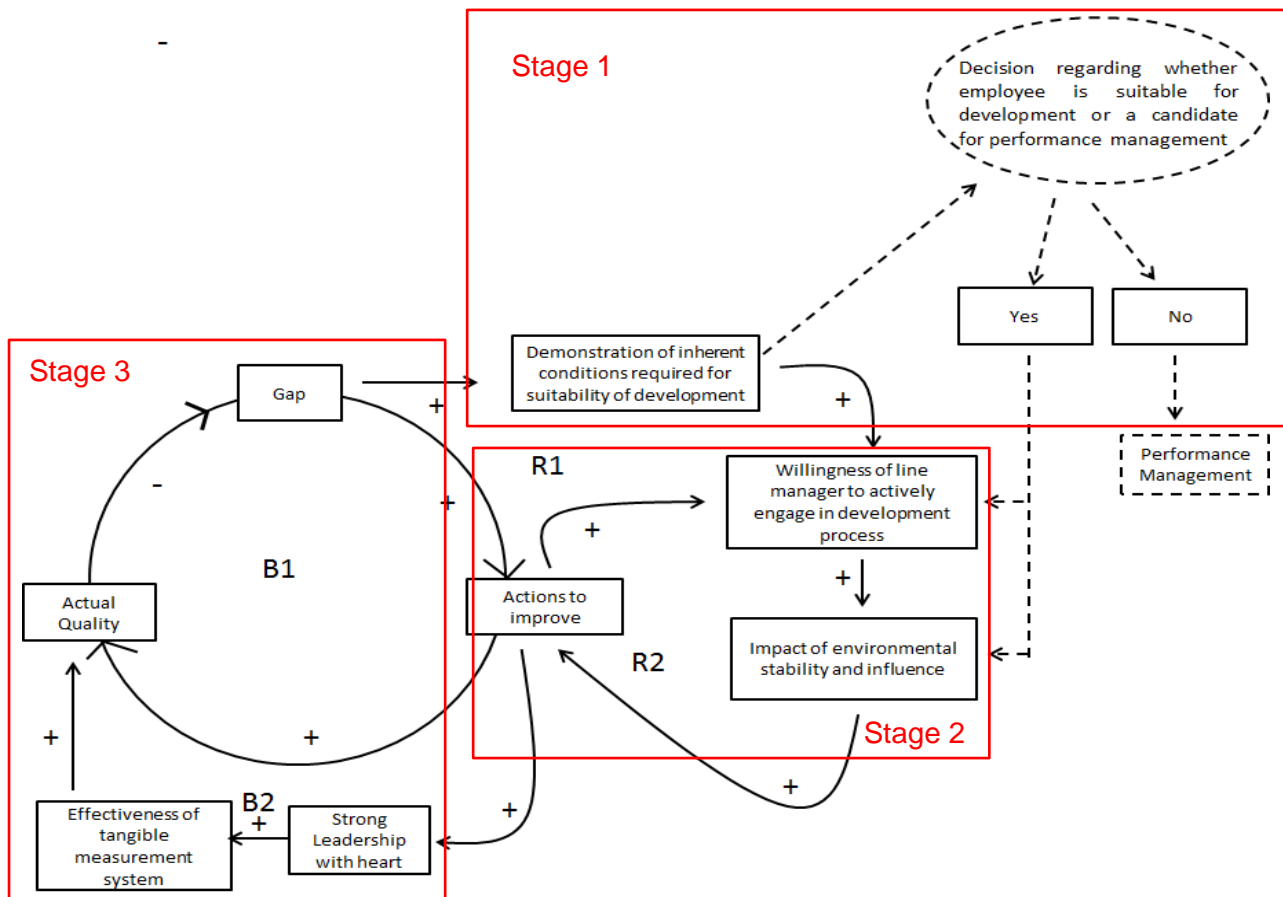 -
Stage 1
Decision regarding whether
employee is suitable for
development or a candidate
for performance management
Yes
No
Demonstration of inherent
conditions required for
suitability of development
+
Performance
Management
Stage 3
Gap
+
+
-
B1
Actual
Quality
+
+
Effectiveness of
tangible
measurement
system
B2
+
Strong
Leadership
with heart
+
R1
Willingness of line
manager to actively
engage in development
process
+
+
Actions to
improve
R2
Impact of environmental
stability and influence
Stage 2
+